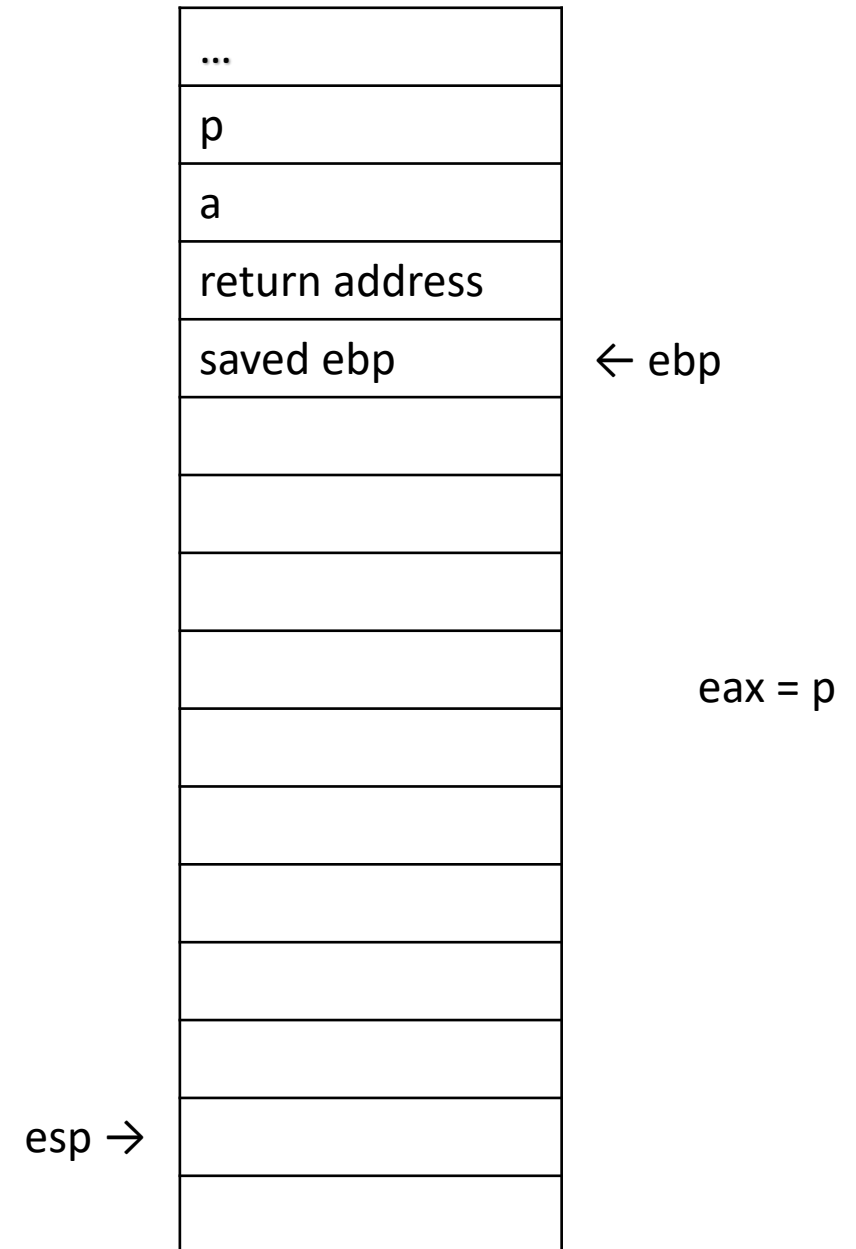 ...
p
a
return address
saved ebp
← ebp
eax = p
esp →